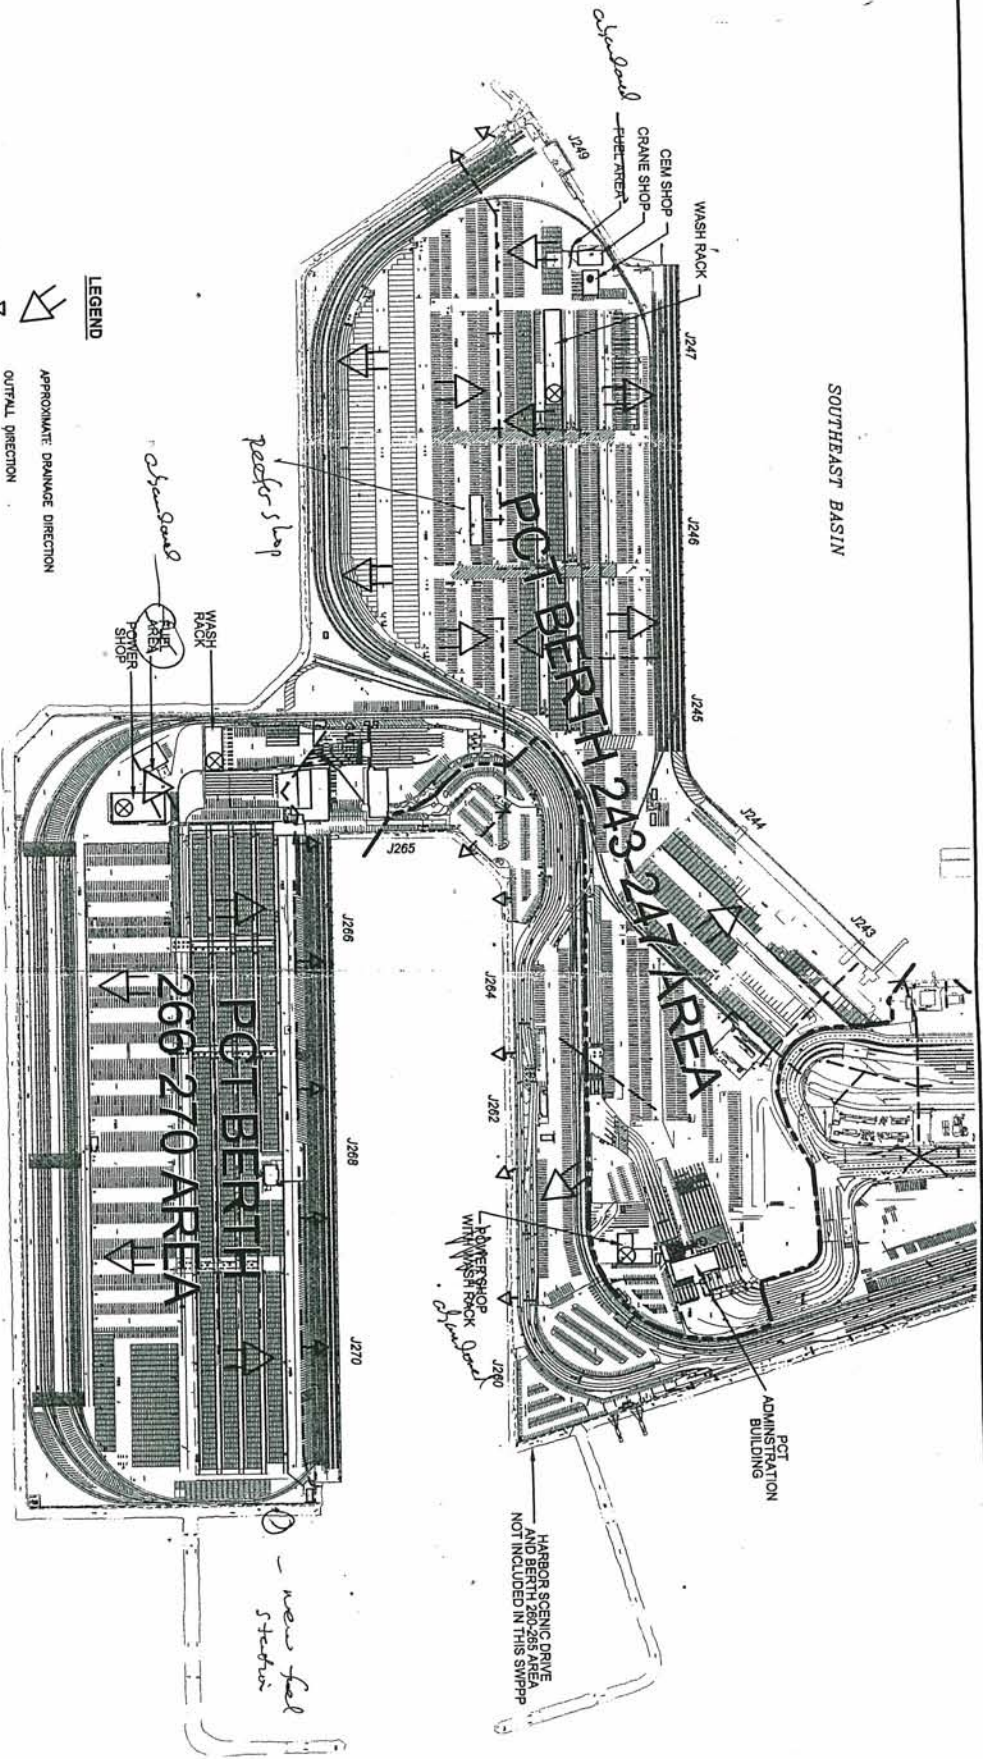 SOUTHEAST BASIN
WASH RACK
CEM SHOP
CRANE SHOP
FUEL AREA
abandoned
J249
J247
J246
J245
J244
J243
PCT BERTH 243-247 AREA
Reefer shop
LEGEND
APPROXIMATE DRAINAGE DIRECTION
OUTFALL DIRECTION
abandoned
WASH
RACK
FUEL
AREA
POWER
SHOP
J265
J264
J262
J260
J266
J268
J270
PCT BERTH
266-270 AREA
POWER SHOP
WITH WASH RACK
abandoned
PCT
ADMINSTRATION
BUILDING
HARBOR SCENIC DRIVE
AND BERTH 260-265 AREA
NOT INCLUDED IN THIS SWPPP
- new fuel
station